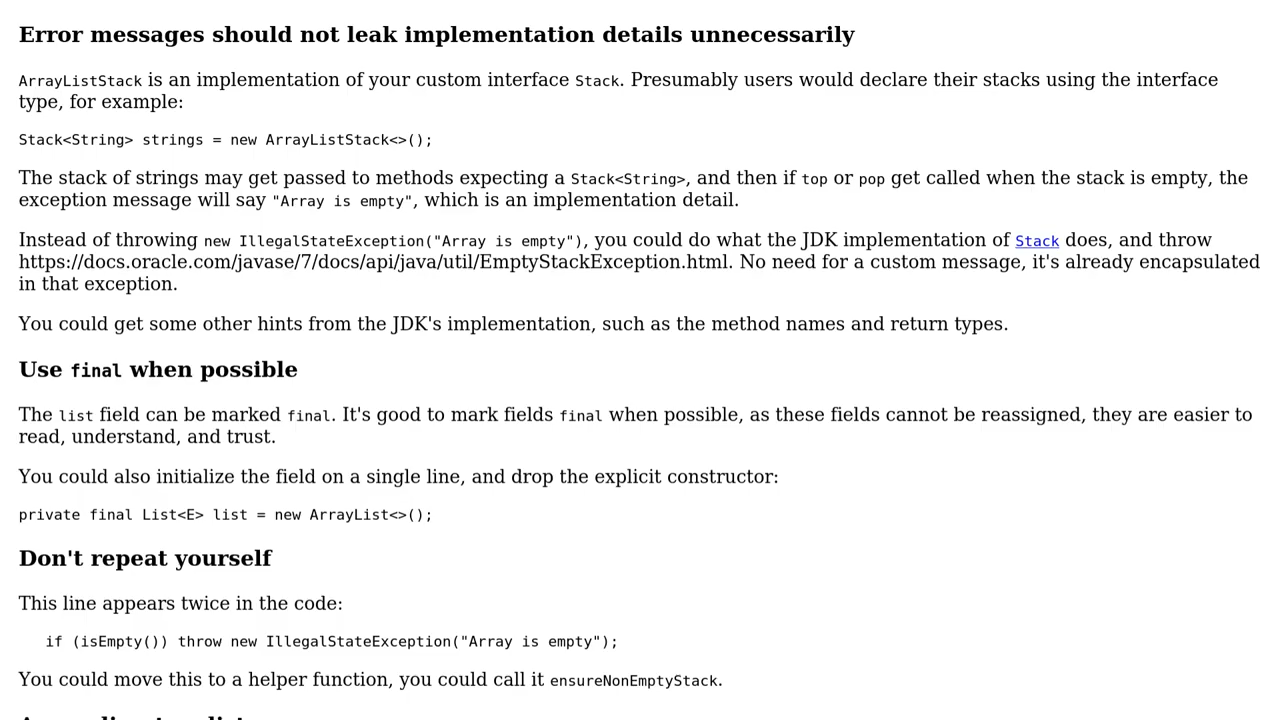 Error messages should not leak implementation details unnecessarily
ArrayListStack is an implementation of your custom interface Stack. Presumably users would declare their stacks using the interface
type, for example:
Stack<String> strings = new ArrayListStack<>();
The stack of strings may get passed to methods expecting a Stack<String>, and then if top or pop get called when the stack is empty, the
exception message will say "Array is empty", which is an implementation detail.
Instead of throwing new IllegalStateException("Array is empty"), you could do what the JDK implementation of Stack does, and throw
https://docs.oracle.com/javase/7/docs/api/java/util/EmptyStackException.html. No need for a custom message, it's already encapsulated
in that exception.
You could get some other hints from the JDK's implementation, such as the method names and return types.
Use final when possible
The list field can be marked final. It's good to mark fields final when possible, as these fields cannot be reassigned, they are easier to
read, understand, and trust.
You could also initialize the field on a single line, and drop the explicit constructor:
private final List<E> list = new ArrayList<>();
Don't repeat yourself
This line appears twice in the code:
if (isEmpty()) throw new IllegalStateException("Array is empty");
You could move this to a helper function, you could call it ensureNonEmptyStack.